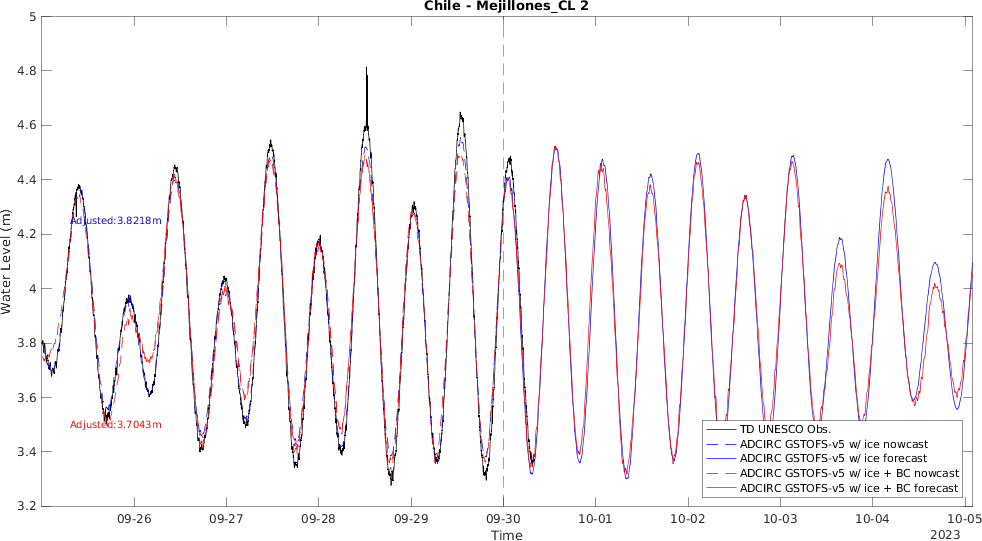 Chile - Mejillones_CL 2
5
4.8
4.6
4.4
4.2
4
3.8
3.6
3.4
3.2
Water Level (m)
Adjusted:3.8218m
Adjusted:3.7043m
TD UNESCO Obs.
ADCIRC GSTOFS-v5 w/ ice nowcast
ADCIRC GSTOFS-v5 w/ ice forecast
ADCIRC GSTOFS-v5 w/ ice + BC nowcast
ADCIRC GSTOFS-v5 w/ ice + BC forecast
09-26 09-27 09-28 09-29 09-30 10-01 10-02 10-03 10-04 10-05
Time
2023